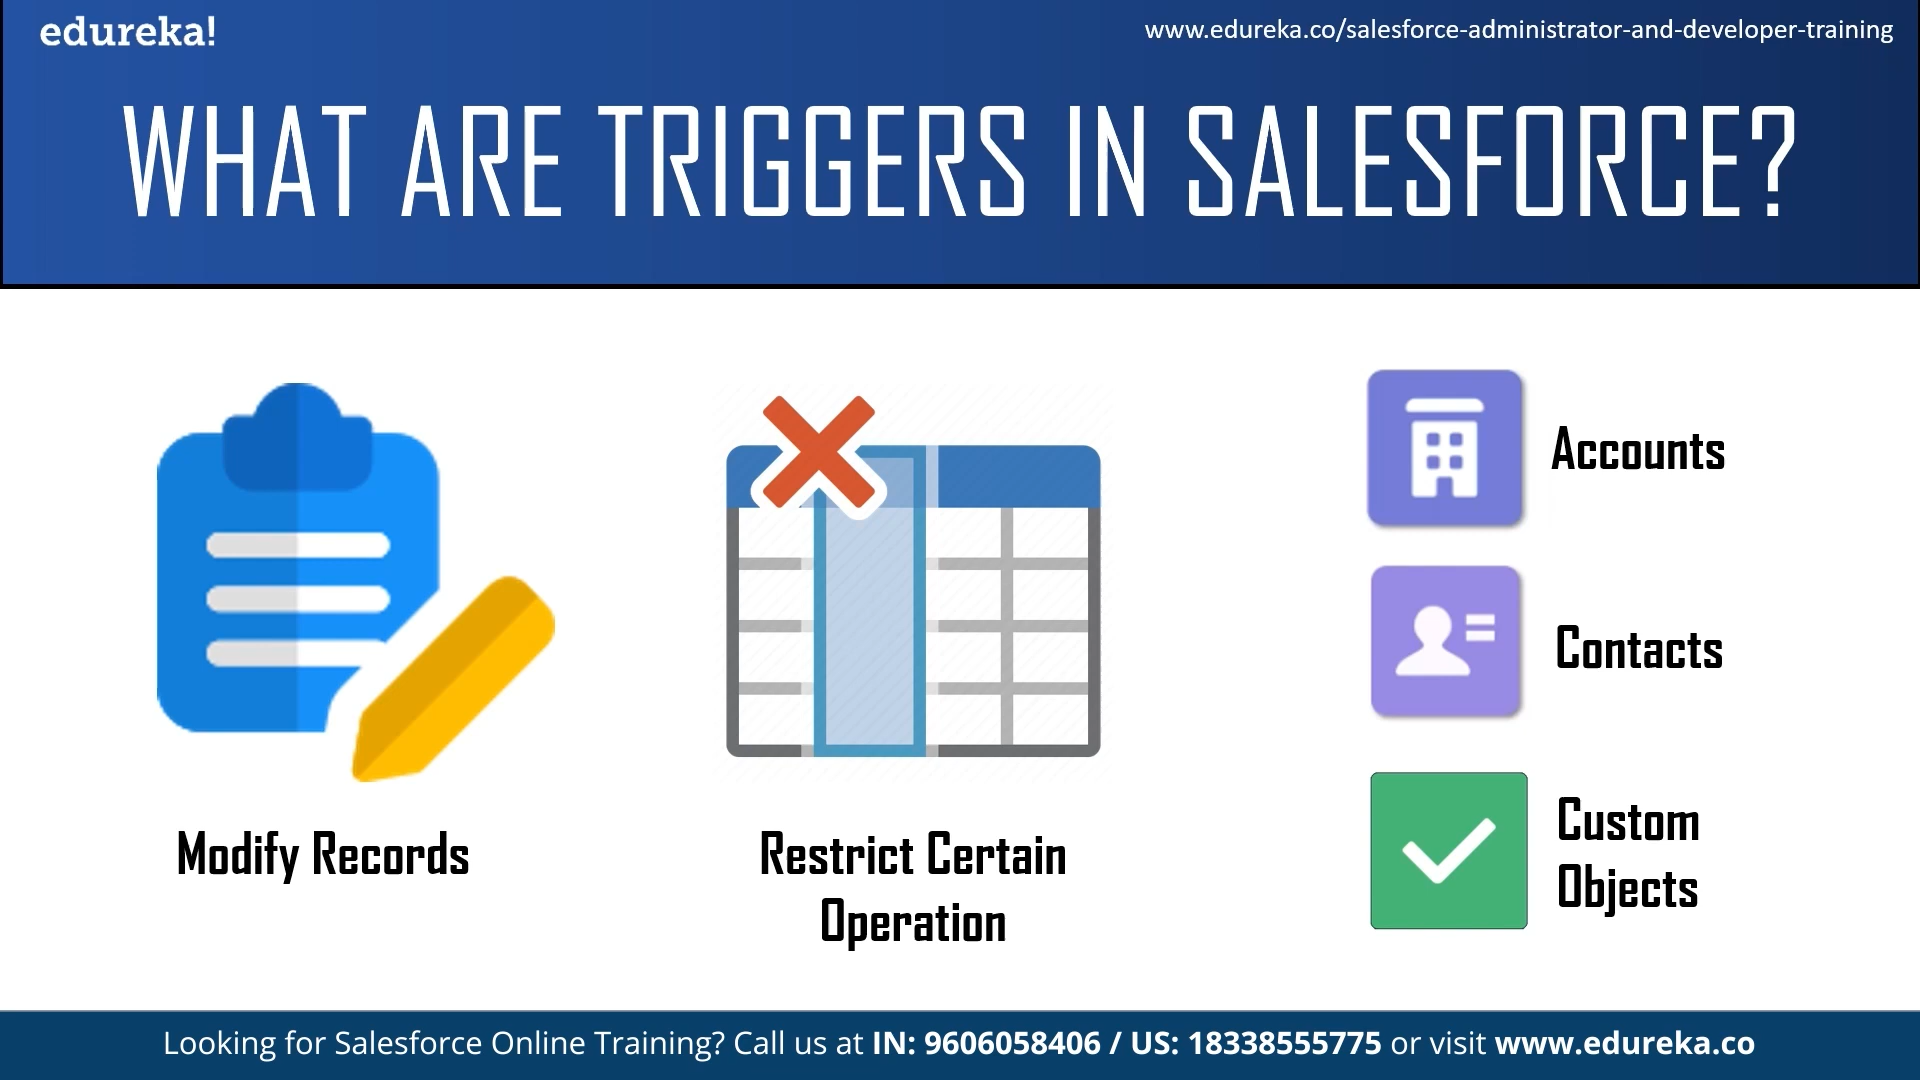 edureka!
www.edureka.co/salesforce-administrator-and-developer-training
WHAT ARE TRIGGERS IN SALESFORCE?
Modify Records
Restrict Certain
Operation
Accounts
Contacts
Custom
Objects
Looking for Salesforce Online Training? Call us at IN: 9606058406 / US: 18338555775 or visit www.edureka.co